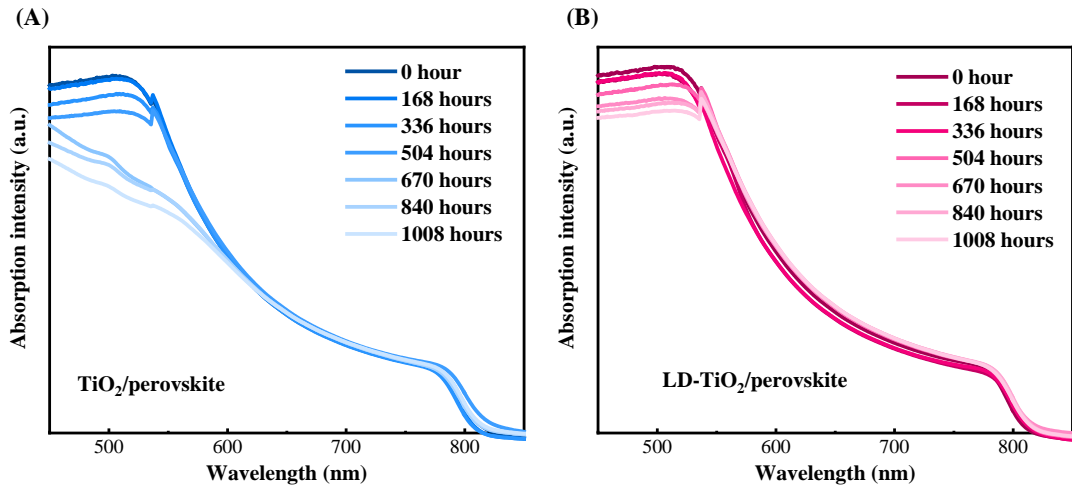 (A)
Absorption intensity (a.u.)
0 hour
168 hours
336 hours
504 hours
670 hours
840 hours
1008 hours
TiO₂/perovskite
500
600
700
800
Wavelength (nm)
(B)
Absorption intensity (a.u.)
0 hour
168 hours
336 hours
504 hours
670 hours
840 hours
1008 hours
LD-TiO₂/perovskite
500
600
700
800
Wavelength (nm)